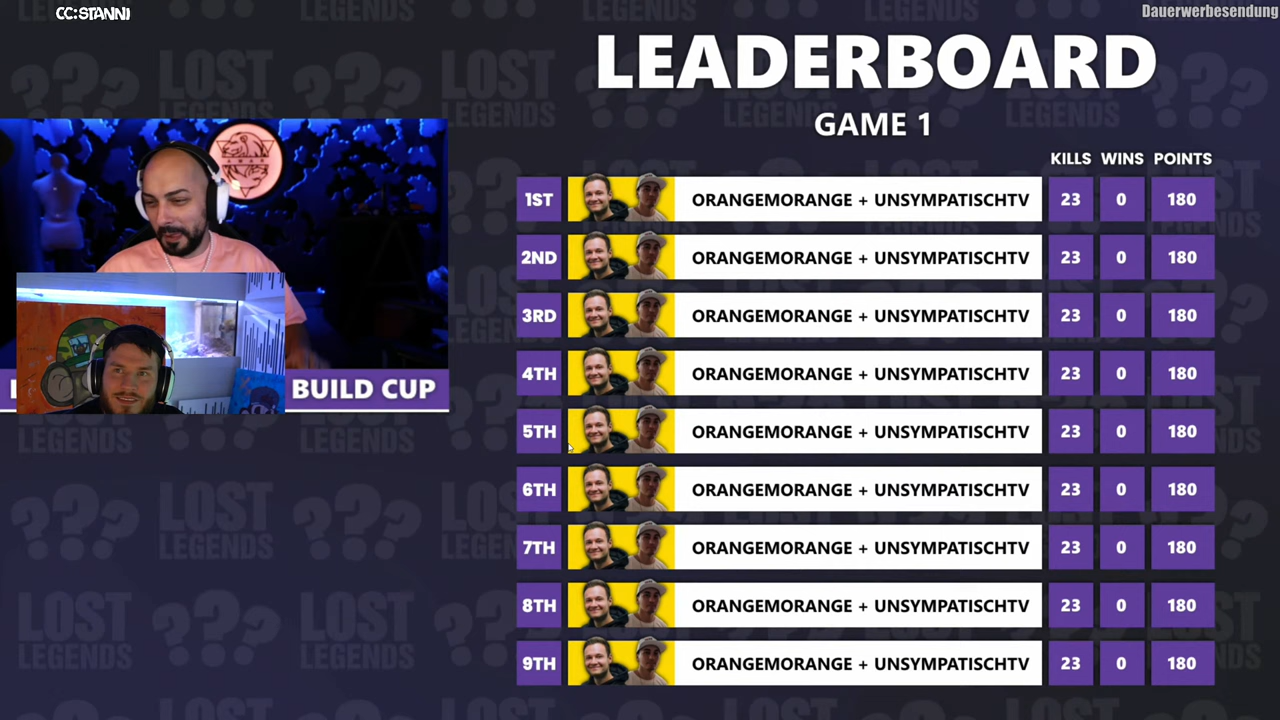 CC:STANNI
Dauerwerbesendung
LEADERBOARD
GAME 1
KILLS WINS POINTS
1ST ORANGEMORANGE + UNSYMPATISCHTV 23 0 180
2ND ORANGEMORANGE + UNSYMPATISCHTV 23 0 180
3RD ORANGEMORANGE + UNSYMPATISCHTV 23 0 180
4TH ORANGEMORANGE + UNSYMPATISCHTV 23 0 180
5TH ORANGEMORANGE + UNSYMPATISCHTV 23 0 180
6TH ORANGEMORANGE + UNSYMPATISCHTV 23 0 180
7TH ORANGEMORANGE + UNSYMPATISCHTV 23 0 180
8TH ORANGEMORANGE + UNSYMPATISCHTV 23 0 180
9TH ORANGEMORANGE + UNSYMPATISCHTV 23 0 180
BUILD CUP
??? LOST LEGENDS